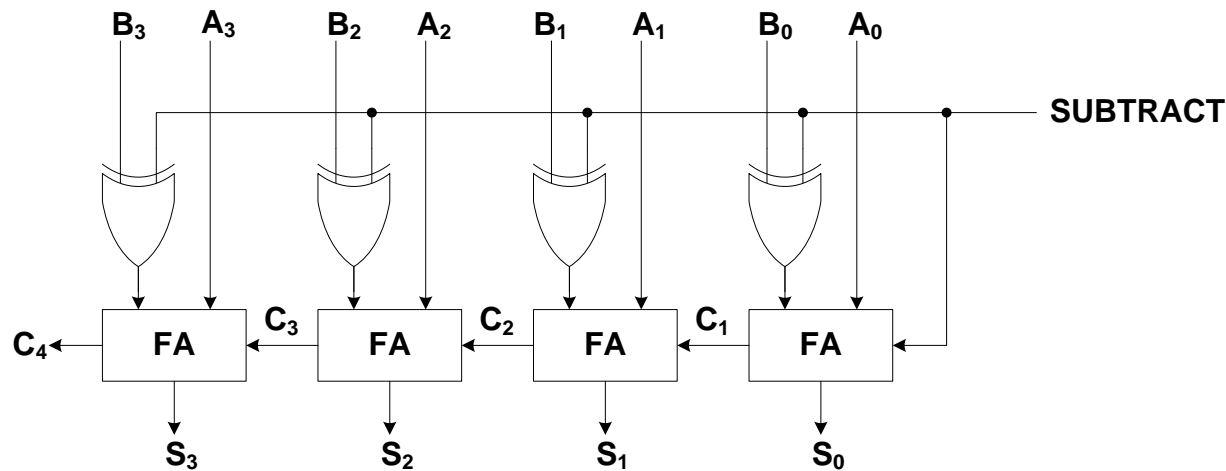 B₃ A₃ B₂ A₂ B₁ A₁ B₀ A₀
SUBTRACT
C₄ FA C₃ FA C₂ FA C₁ FA
S₃ S₂ S₁ S₀